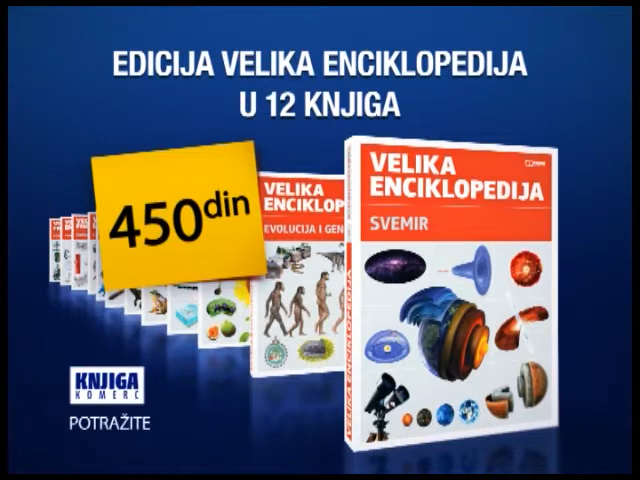 EDICIJA VELIKA ENCIKLOPEDIJA
U 12 KNJIGA
450din
VELIKA
ENCIKLOP
EVOLUCIJA I GEN
VELIKA
ENCIKLOPEDIJA
SVEMIR
VELIKA ENCIKLOPEDIJA
KNJIGA
KOMERC
POTRAŽITE